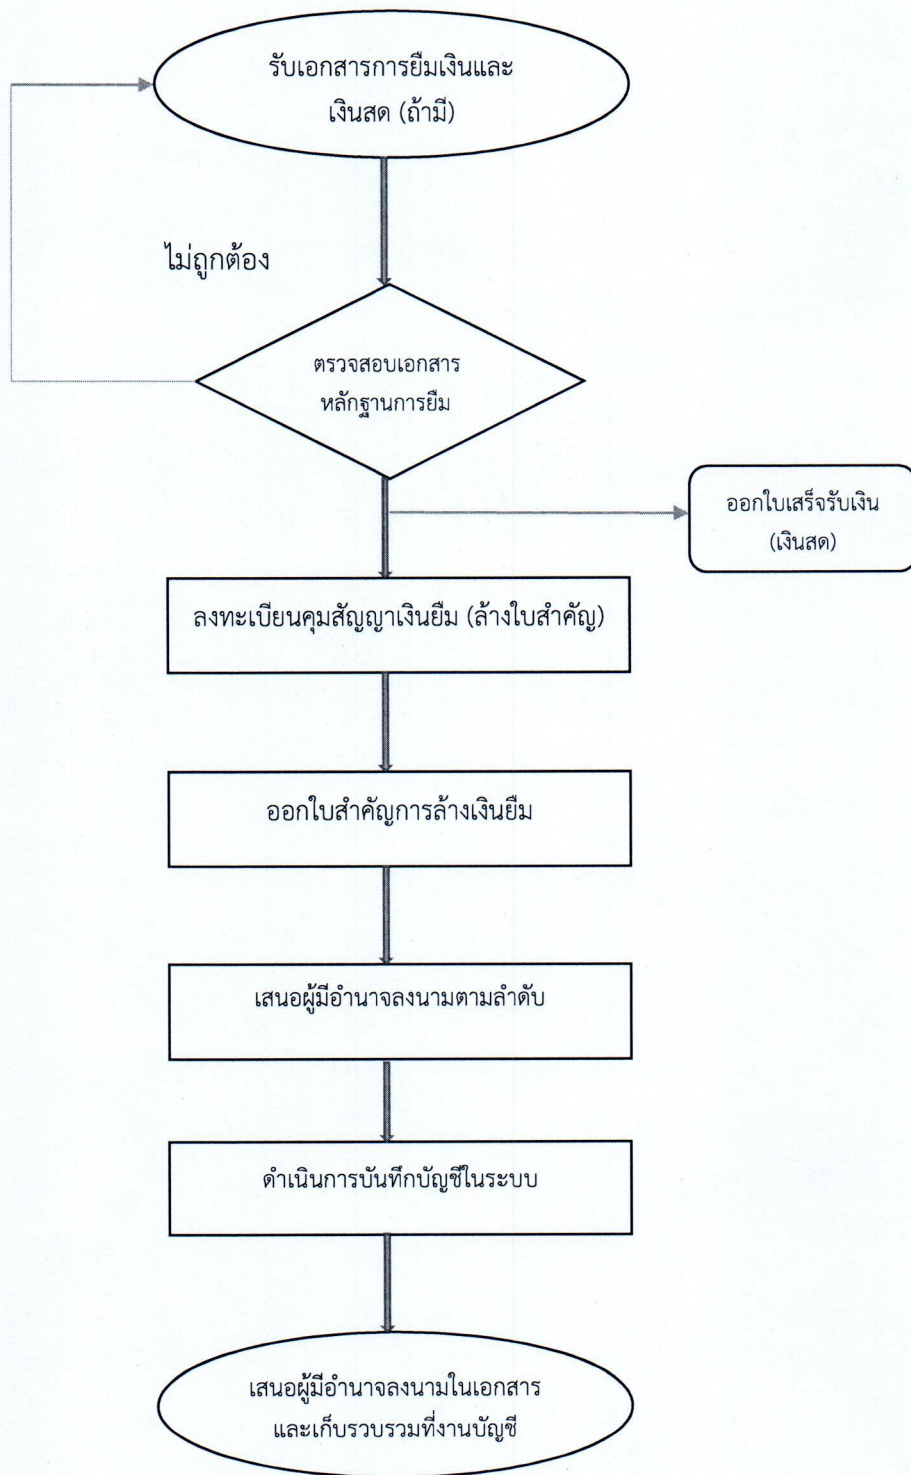 รับเอกสารการยืมเงินและ
เงินสด (ถ้ามี)
ไม่ถูกต้อง
ตรวจสอบเอกสาร
หลักฐานการยืม
ออกใบเสร็จรับเงิน
(เงินสด)
ลงทะเบียนคุมสัญญาเงินยืม (ล้างใบสำคัญ)
ออกใบสำคัญการล้างเงินยืม
เสนอผู้มีอำนาจลงนามตามลำดับ
ดำเนินการบันทึกบัญชีในระบบ
เสนอผู้มีอำนาจลงนามในเอกสาร
และเก็บรวบรวมที่งานบัญชี